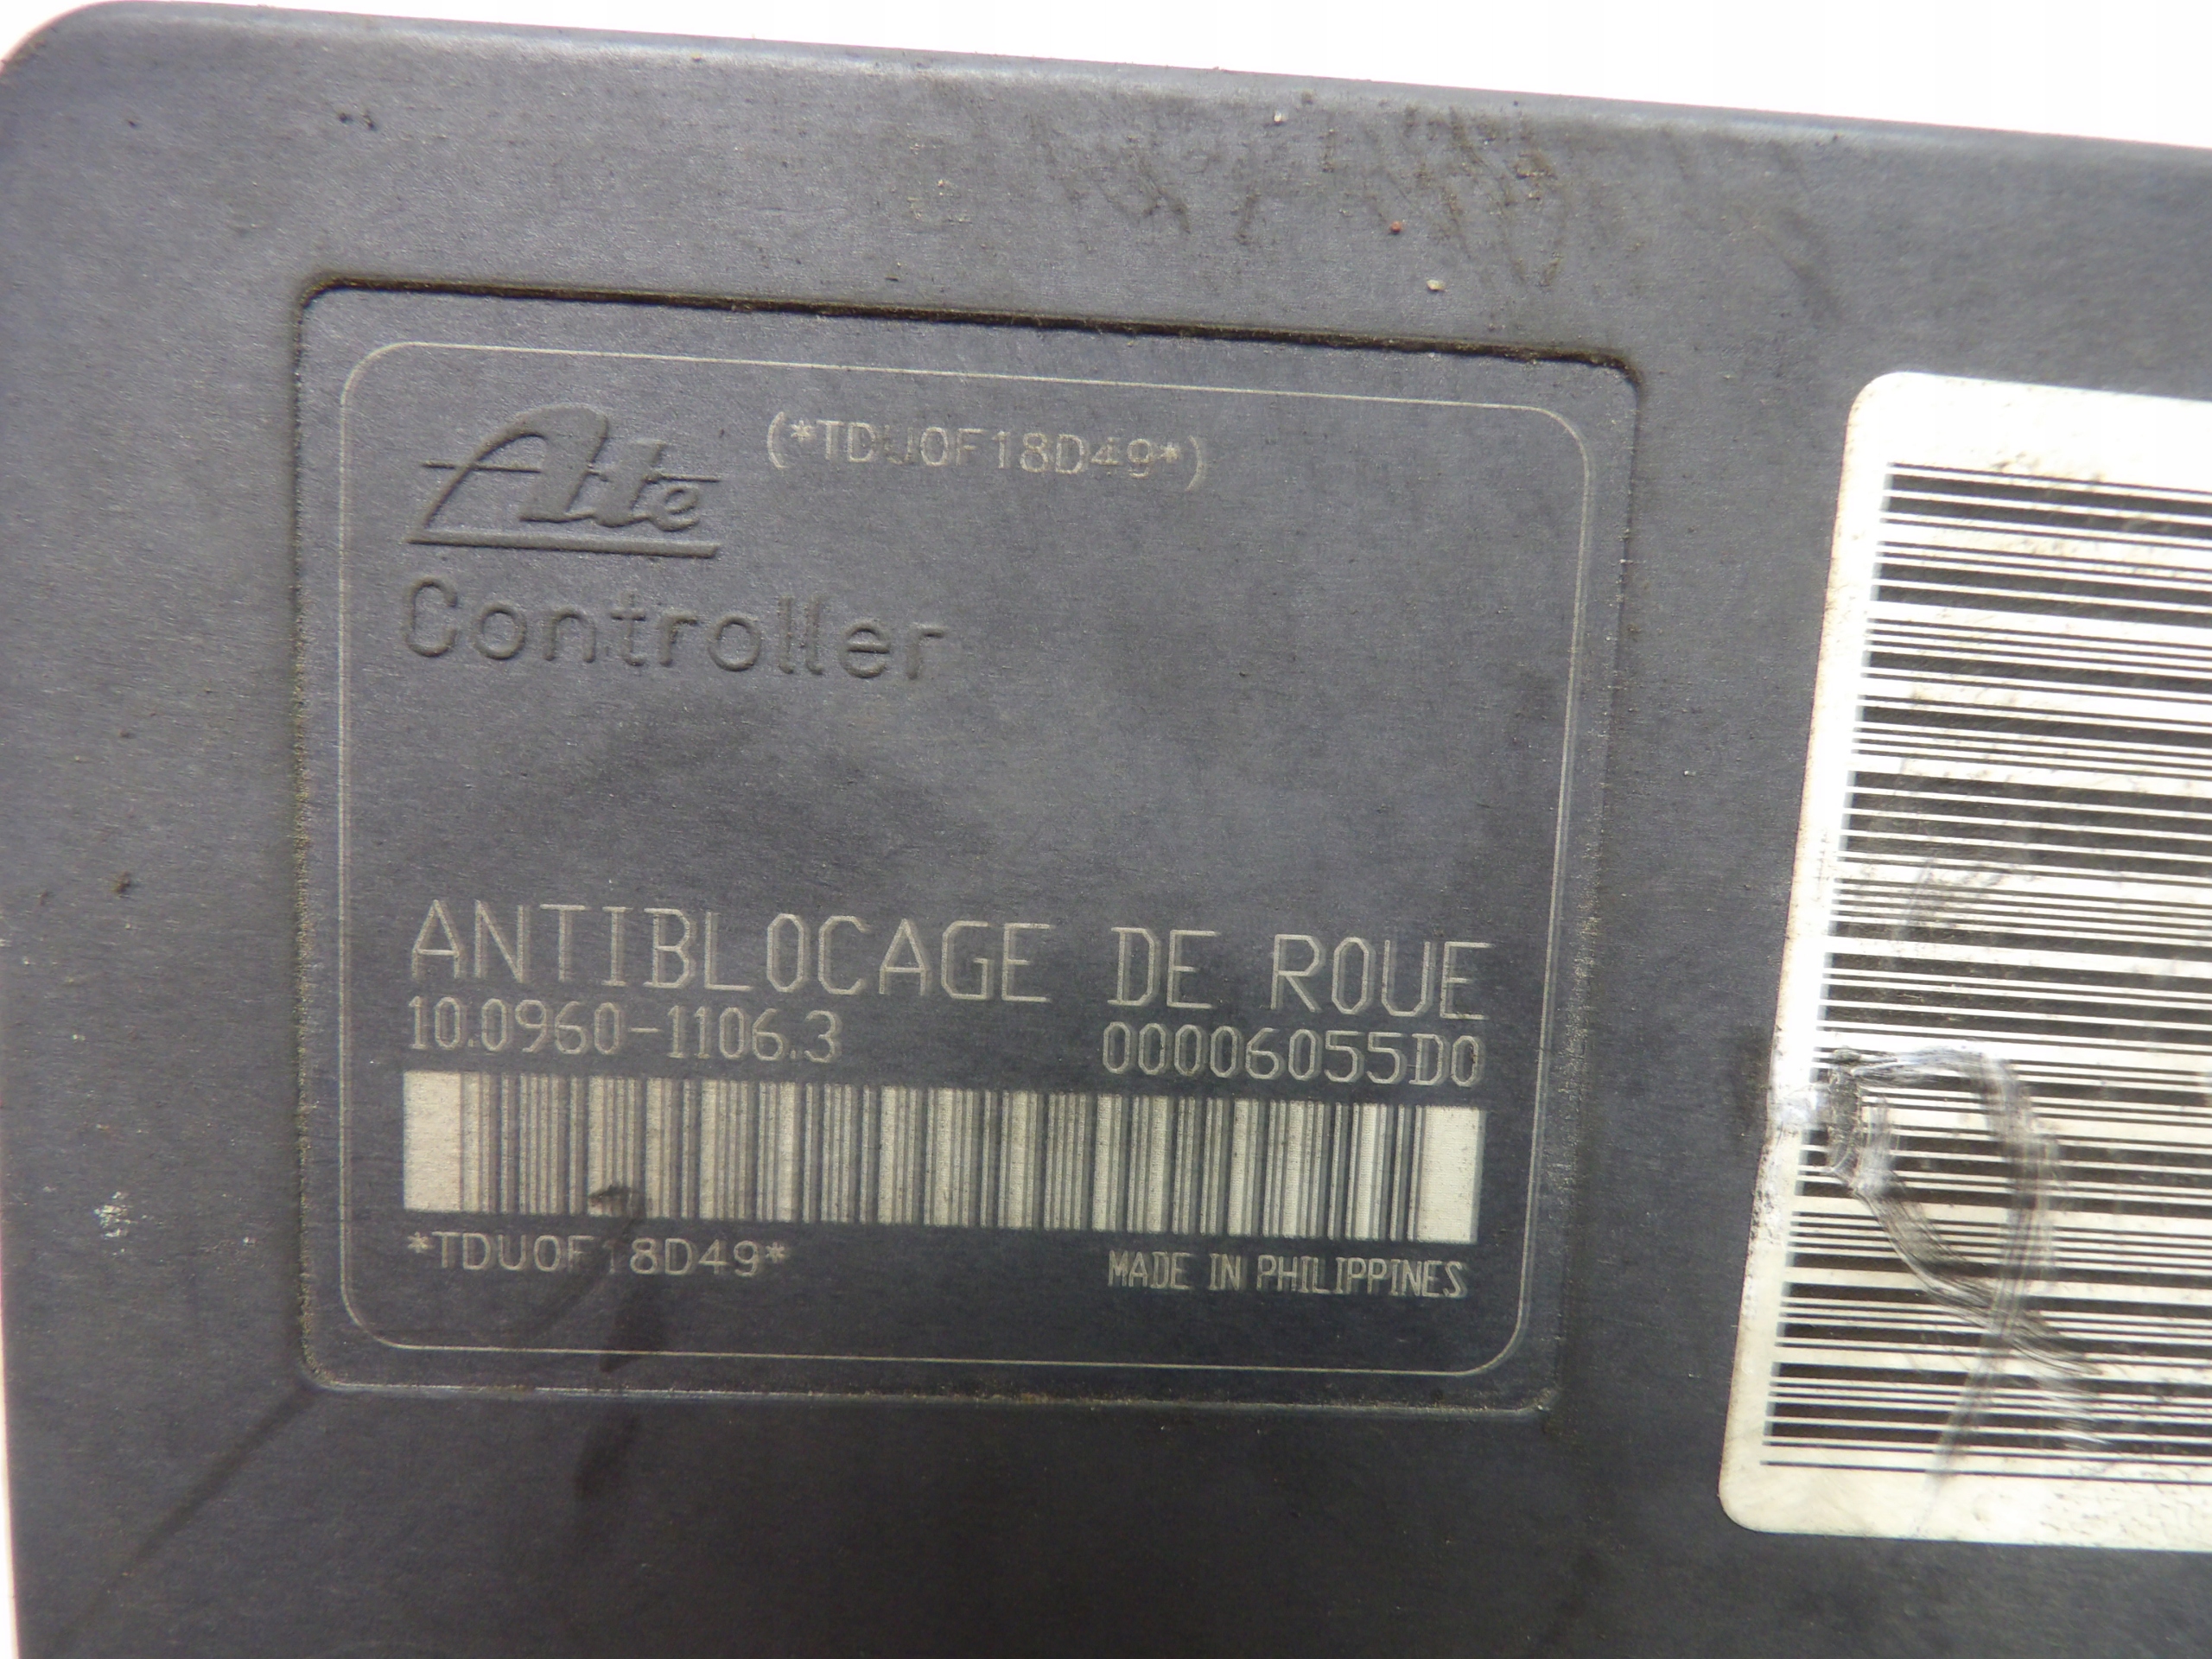 Ate (*TDU0F18D49*)
Controller
ANTIBLOCAGE DE ROUE
10.0960-1106.3 00006055D0
*TDU0F18D49* MADE IN PHILIPPINES